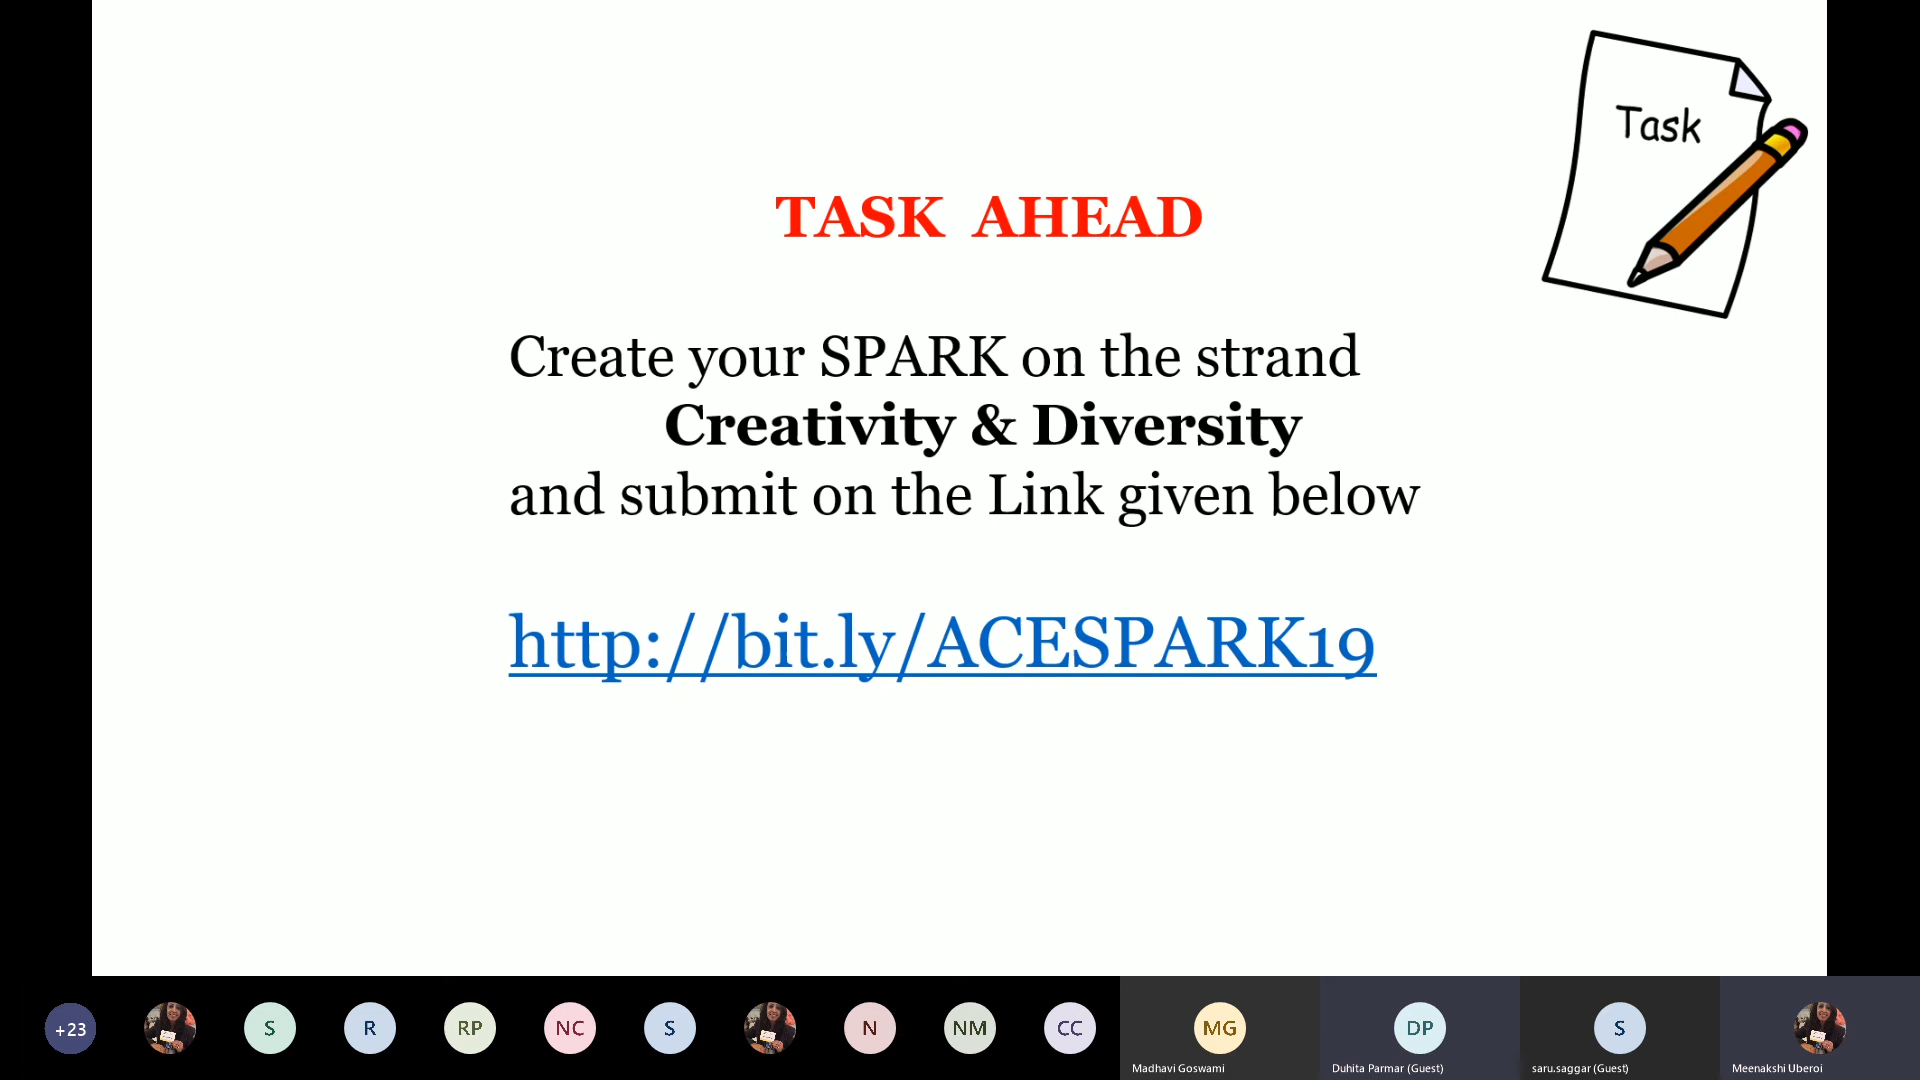 Task
TASK AHEAD
Create your SPARK on the strand
Creativity & Diversity
and submit on the Link given below
http://bit.ly/ACESPARK19
+23
S
R
RP
NC
S
N
NM
CC
MG
DP
S
Madhavi Goswami
Duhita Parmar (Guest)
saru.saggar (Guest)
Meenakshi Uberoi